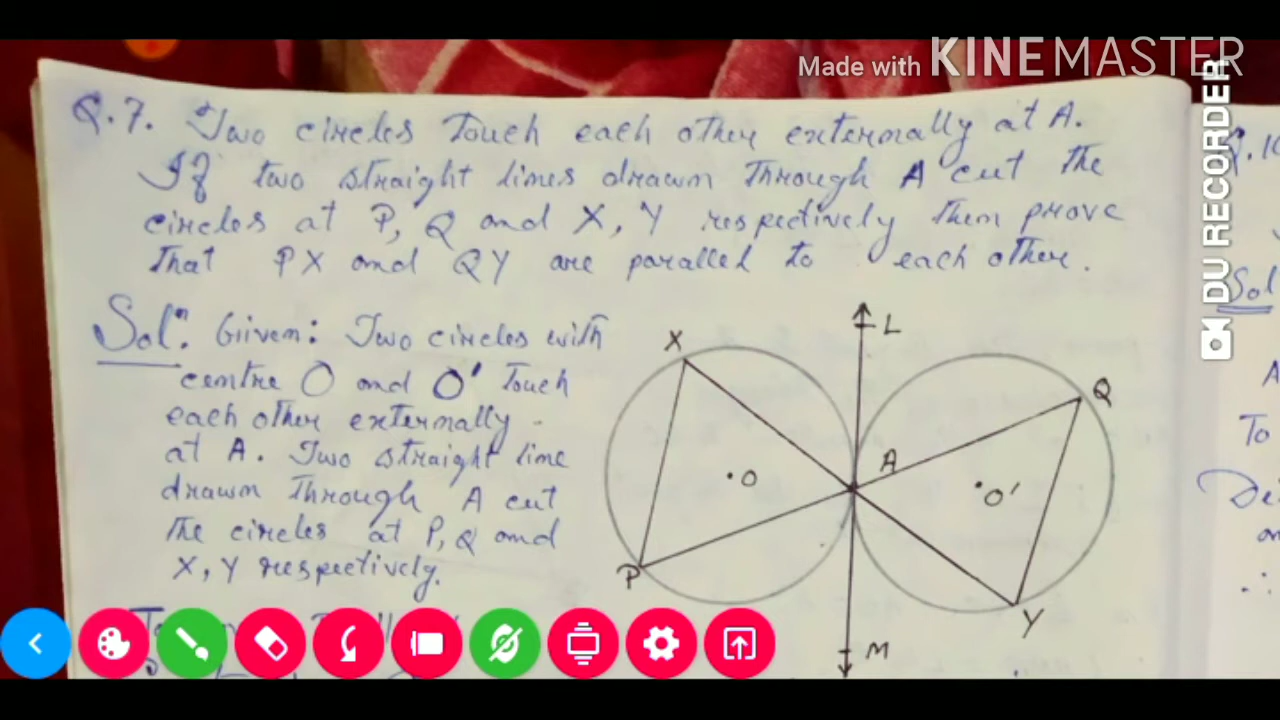 Made with KINEMASTER
DU RECORDER
Q.7. Two circles Touch each other externally at A.
If two straight lines drawn Through A cut the
circles at P, Q and X, Y respectively then prove
that PX and QY are parallel to each other.
Solⁿ. Given: Two circles with
centre O and O' Touch
each other externally
at A. Two straight line
drawn Through A cut
the circles at P, Q and
X, Y respectively.
X
L
Q
A
O
O'
P
Y
M
Sol
To